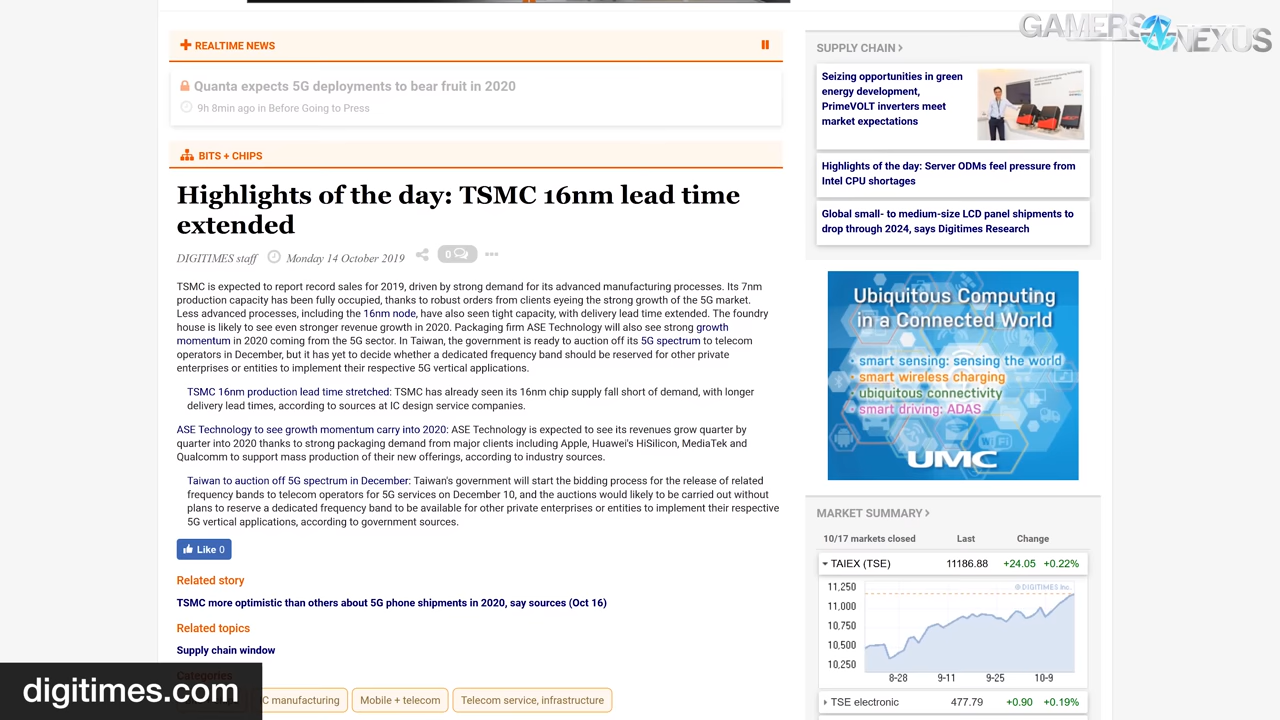 GAMERS NEXUS
REALTIME NEWS
Quanta expects 5G deployments to bear fruit in 2020
9h 8min ago in Before Going to Press
BITS + CHIPS
Highlights of the day: TSMC 16nm lead time
extended
DIGITIMES staff Monday 14 October 2019 0
TSMC is expected to report record sales for 2019, driven by strong demand for its advanced manufacturing processes. Its 7nm
production capacity has been fully occupied, thanks to robust orders from clients eyeing the strong growth of the 5G market.
Less advanced processes, including the 16nm node, have also seen tight capacity, with delivery lead time extended. The foundry
house is likely to see even stronger revenue growth in 2020. Packaging firm ASE Technology will also see strong growth
momentum in 2020 coming from the 5G sector. In Taiwan, the government is ready to auction off its 5G spectrum to telecom
operators in December, but it has yet to decide whether a dedicated frequency band should be reserved for other private
enterprises or entities to implement their respective 5G vertical applications.
TSMC 16nm production lead time stretched: TSMC has already seen its 16nm chip supply fall short of demand, with longer
delivery lead times, according to sources at IC design service companies.
ASE Technology to see growth momentum carry into 2020: ASE Technology is expected to see its revenues grow quarter by
quarter into 2020 thanks to strong packaging demand from major clients including Apple, Huawei's HiSilicon, MediaTek and
Qualcomm to support mass production of their new offerings, according to industry sources.
Taiwan to auction off 5G spectrum in December: Taiwan's government will start the bidding process for the release of related
frequency bands to telecom operators for 5G services on December 10, and the auctions would likely to be carried out without
plans to reserve a dedicated frequency band to be available for other private enterprises or entities to implement their respective
5G vertical applications, according to government sources.
Like 0
Related story
TSMC more optimistic than others about 5G phone shipments in 2020, say sources (Oct 16)
Related topics
Supply chain window
Categories
C manufacturing
Mobile + telecom
Telecom service, infrastructure
digitimes.com
SUPPLY CHAIN
Seizing opportunities in green
energy development,
PrimeVOLT inverters meet
market expectations
Highlights of the day: Server ODMs feel pressure from
Intel CPU shortages
Global small- to medium-size LCD panel shipments to
drop through 2024, says Digitimes Research
Ubiquitous Computing
in a Connected World
• smart sensing: sensing the world
• smart wireless charging
• ubiquitous connectivity
• smart driving: ADAS
UMC
MARKET SUMMARY
10/17 markets closed Last Change
TAIEX (TSE) 11186.88 +24.05 +0.22%
© DIGITIMES Inc.
11,250
11,000
10,750
10,500
10,250
8-28 9-11 9-25 10-9
TSE electronic 477.79 +0.90 +0.19%